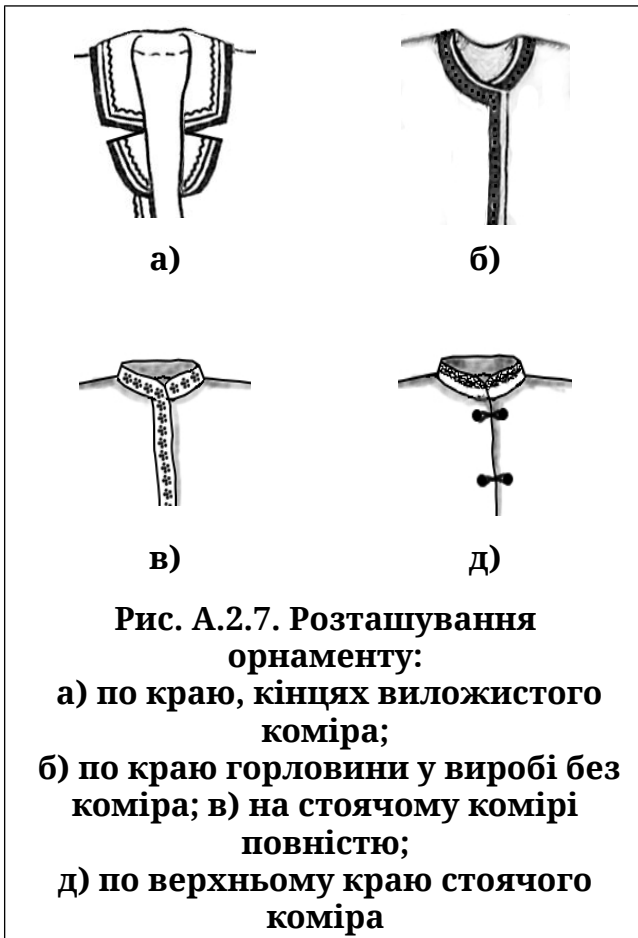 а)
б)
в)
д)
Рис. А.2.7. Розташування
орнаменту:
а) по краю, кінцях виложистого
коміра;
б) по краю горловини у виробі без
коміра; в) на стоячому комірі
повністю;
д) по верхньому краю стоячого
коміра